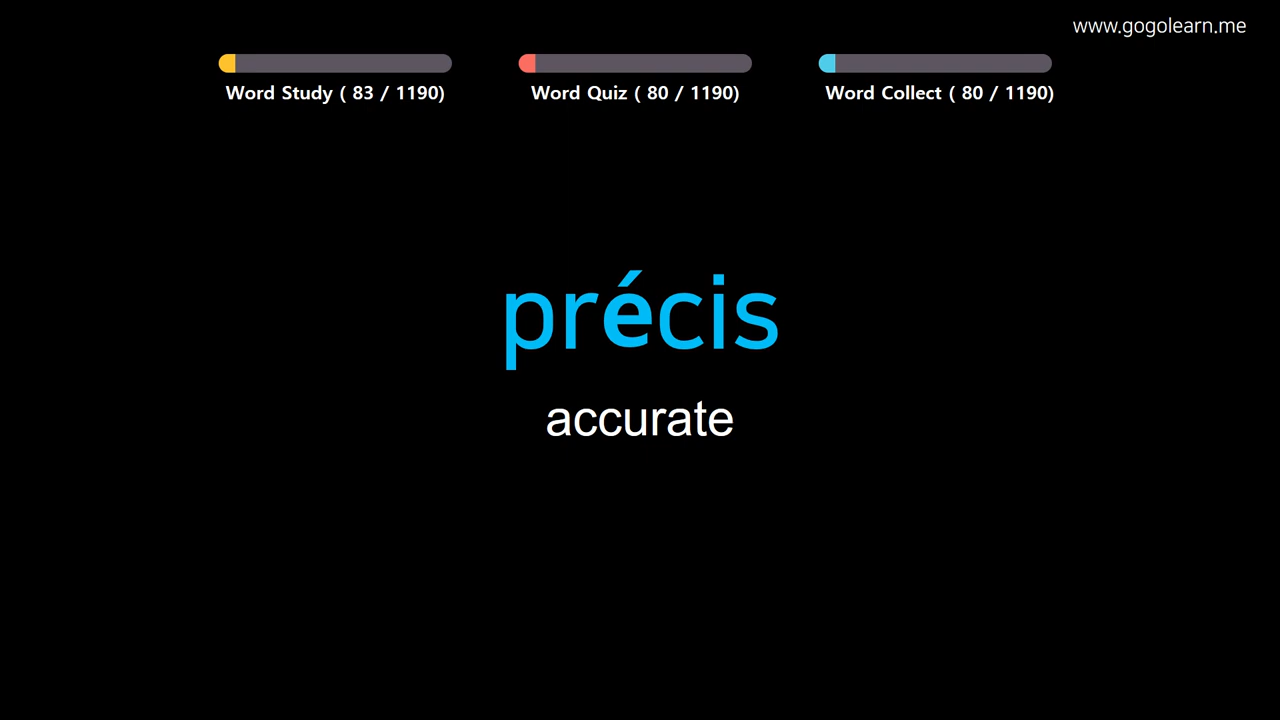 www.gogolearn.me
Word Study ( 83 / 1190)
Word Quiz ( 80 / 1190)
Word Collect ( 80 / 1190)
précis
accurate